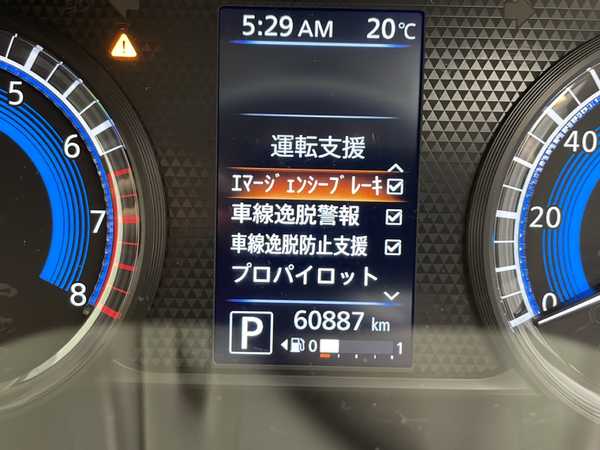 5:29 AM 20℃
運転支援
ｴﾏｰｼﾞｪﾝｼｰﾌﾞﾚｰｷ
車線逸脱警報
車線逸脱防止支援
プロパイロット
P 60887 km
0 1
5
6
7
8
40
20
0